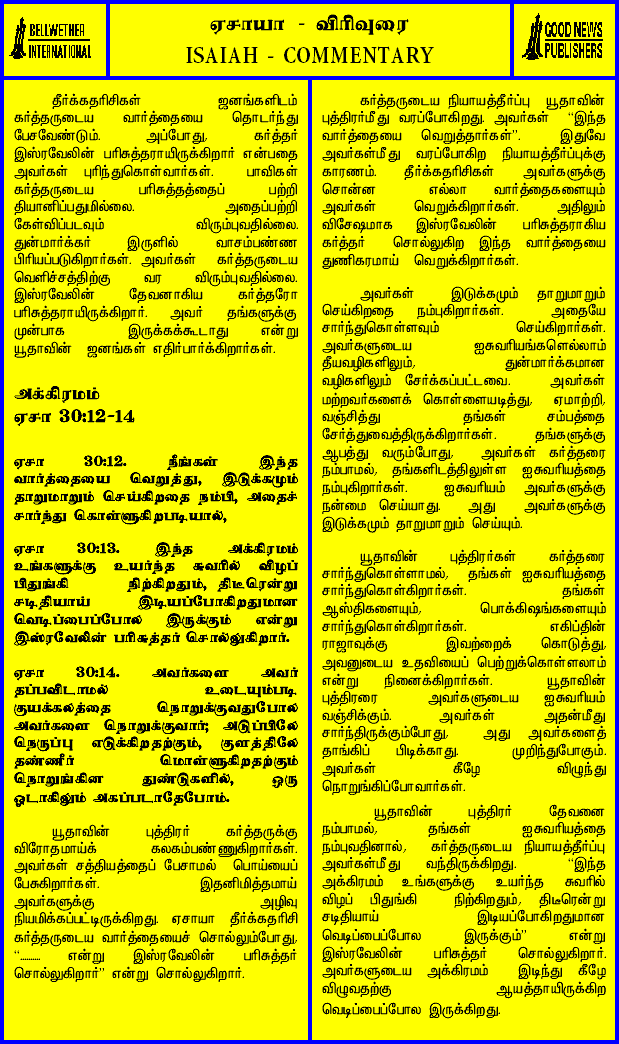 BELLWETHER
INTERNATIONAL
ஏசாயா - விரிவுரை
ISAIAH - COMMENTARY
GOOD NEWS
PUBLISHERS
தீர்க்கதரிசிகள் ஜனங்களிடம்
கர்த்தருடைய வார்த்தையை தொடர்ந்து
பேசவேண்டும். அப்போது, கர்த்தர்
இஸ்ரவேலின் பரிசுத்தராயிருக்கிறார் என்பதை
அவர்கள் புரிந்துகொள்வார்கள். பாவிகள்
கர்த்தருடைய பரிசுத்தத்தைப் பற்றி
தியானிப்பதுமில்லை. அதைப்பற்றி
கேள்விப்படவும் விரும்புவதில்லை.
துன்மார்க்கர் இருளில் வாசம்பண்ண
பிரியப்படுகிறார்கள். அவர்கள் கர்த்தருடைய
வெளிச்சத்திற்கு வர விரும்புவதில்லை.
இஸ்ரவேலின் தேவனாகிய கர்த்தரோ
பரிசுத்தராயிருக்கிறார். அவர் தங்களுக்கு
முன்பாக இருக்கக்கூடாது என்று
யூதாவின் ஜனங்கள் எதிர்பார்க்கிறார்கள்.
அக்கிரமம்
ஏசா 30:12-14
ஏசா 30:12. நீங்கள் இந்த
வார்த்தையை வெறுத்து, இடுக்கமும்
தாறுமாறும் செய்கிறதை நம்பி, அதைச்
சார்ந்து கொள்ளுகிறபடியால்,
ஏசா 30:13. இந்த அக்கிரமம்
உங்களுக்கு உயர்ந்த சுவரில் விழப்
பிதுங்கி நிற்கிறதும், திடீரென்று
சடிதியாய் இடியப்போகிறதுமான
வெடிப்பைப்போல இருக்கும் என்று
இஸ்ரவேலின் பரிசுத்தர் சொல்லுகிறார்.
ஏசா 30:14. அவர்களை அவர்
தப்பவிடாமல் உடையும்படி
குயக்கலத்தை நொறுக்குவதுபோல்
அவர்களை நொறுக்குவார்; அடுப்பிலே
நெருப்பு எடுக்கிறதற்கும், குளத்திலே
தண்ணீர் மொள்ளுகிறதற்கும்
நொறுங்கின துண்டுகளில், ஒரு
ஓடாகிலும் அகப்படாதேபோம்.
யூதாவின் புத்திரர் கர்த்தருக்கு
விரோதமாய்க் கலகம்பண்ணுகிறார்கள்.
அவர்கள் சத்தியத்தைப் பேசாமல் பொய்யைப்
பேசுகிறார்கள். இதனிமித்தமாய்
அவர்களுக்கு அழிவு
நியமிக்கப்பட்டிருக்கிறது. ஏசாயா தீர்க்கதரிசி
கர்த்தருடைய வார்த்தையைச் சொல்லும்போது,
“.......... என்று இஸ்ரவேலின் பரிசுத்தர்
சொல்லுகிறார்” என்று சொல்லுகிறார்.
கர்த்தருடைய நியாயத்தீர்ப்பு யூதாவின்
புத்திரர்மீது வரப்போகிறது. அவர்கள் “இந்த
வார்த்தையை வெறுத்தார்கள்”. இதுவே
அவர்கள்மீது வரப்போகிற நியாயத்தீர்ப்புக்கு
காரணம். தீர்க்கதரிசிகள் அவர்களுக்கு
சொன்ன எல்லா வார்த்தைகளையும்
அவர்கள் வெறுக்கிறார்கள். அதிலும்
விசேஷமாக இஸ்ரவேலின் பரிசுத்தராகிய
கர்த்தர் சொல்லுகிற இந்த வார்த்தையை
துணிகரமாய் வெறுக்கிறார்கள்.
அவர்கள் இடுக்கமும் தாறுமாறும்
செய்கிறதை நம்புகிறார்கள். அதையே
சார்ந்துகொள்ளவும் செய்கிறார்கள்.
அவர்களுடைய ஐசுவரியங்களெல்லாம்
தீயவழிகளிலும், துன்மார்க்கமான
வழிகளிலும் சேர்க்கப்பட்டவை. அவர்கள்
மற்றவர்களைக் கொள்ளையடித்து, ஏமாற்றி,
வஞ்சித்து தங்கள் சம்பத்தை
சேர்த்துவைத்திருக்கிறார்கள். தங்களுக்கு
ஆபத்து வரும்போது, அவர்கள் கர்த்தரை
நம்பாமல், தங்களிடத்திலுள்ள ஐசுவரியத்தை
நம்புகிறார்கள். ஐசுவரியம் அவர்களுக்கு
நன்மை செய்யாது. அது அவர்களுக்கு
இடுக்கமும் தாறுமாறும் செய்யும்.
யூதாவின் புத்திரர்கள் கர்த்தரை
சார்ந்துகொள்ளாமல், தங்கள் ஐசுவரியத்தை
சார்ந்துகொள்கிறார்கள். தங்கள்
ஆஸ்திகளையும், பொக்கிஷங்களையும்
சார்ந்துகொள்கிறார்கள். எகிப்தின்
ராஜாவுக்கு இவற்றைக் கொடுத்து,
அவனுடைய உதவியைப் பெற்றுக்கொள்ளலாம்
என்று நினைக்கிறார்கள். யூதாவின்
புத்திரரை அவர்களுடைய ஐசுவரியம்
வஞ்சிக்கும். அவர்கள் அதன்மீது
சார்ந்திருக்கும்போது, அது அவர்களைத்
தாங்கிப் பிடிக்காது. முறிந்துபோகும்.
அவர்கள் கீழே விழுந்து
நொறுங்கிப்போவார்கள்.
யூதாவின் புத்திரர் தேவனை
நம்பாமல், தங்கள் ஐசுவரியத்தை
நம்புவதினால், கர்த்தருடைய நியாயத்தீர்ப்பு
அவர்கள்மீது வந்திருக்கிறது. “இந்த
அக்கிரமம் உங்களுக்கு உயர்ந்த சுவரில்
விழப் பிதுங்கி நிற்கிறதும், திடீரென்று
சடிதியாய் இடியப்போகிறதுமான
வெடிப்பைப்போல இருக்கும்” என்று
இஸ்ரவேலின் பரிசுத்தர் சொல்லுகிறார்.
அவர்களுடைய அக்கிரமம் இடிந்து கீழே
விழுவதற்கு ஆயத்தாயிருக்கிற
வெடிப்பைப்போல இருக்கிறது.